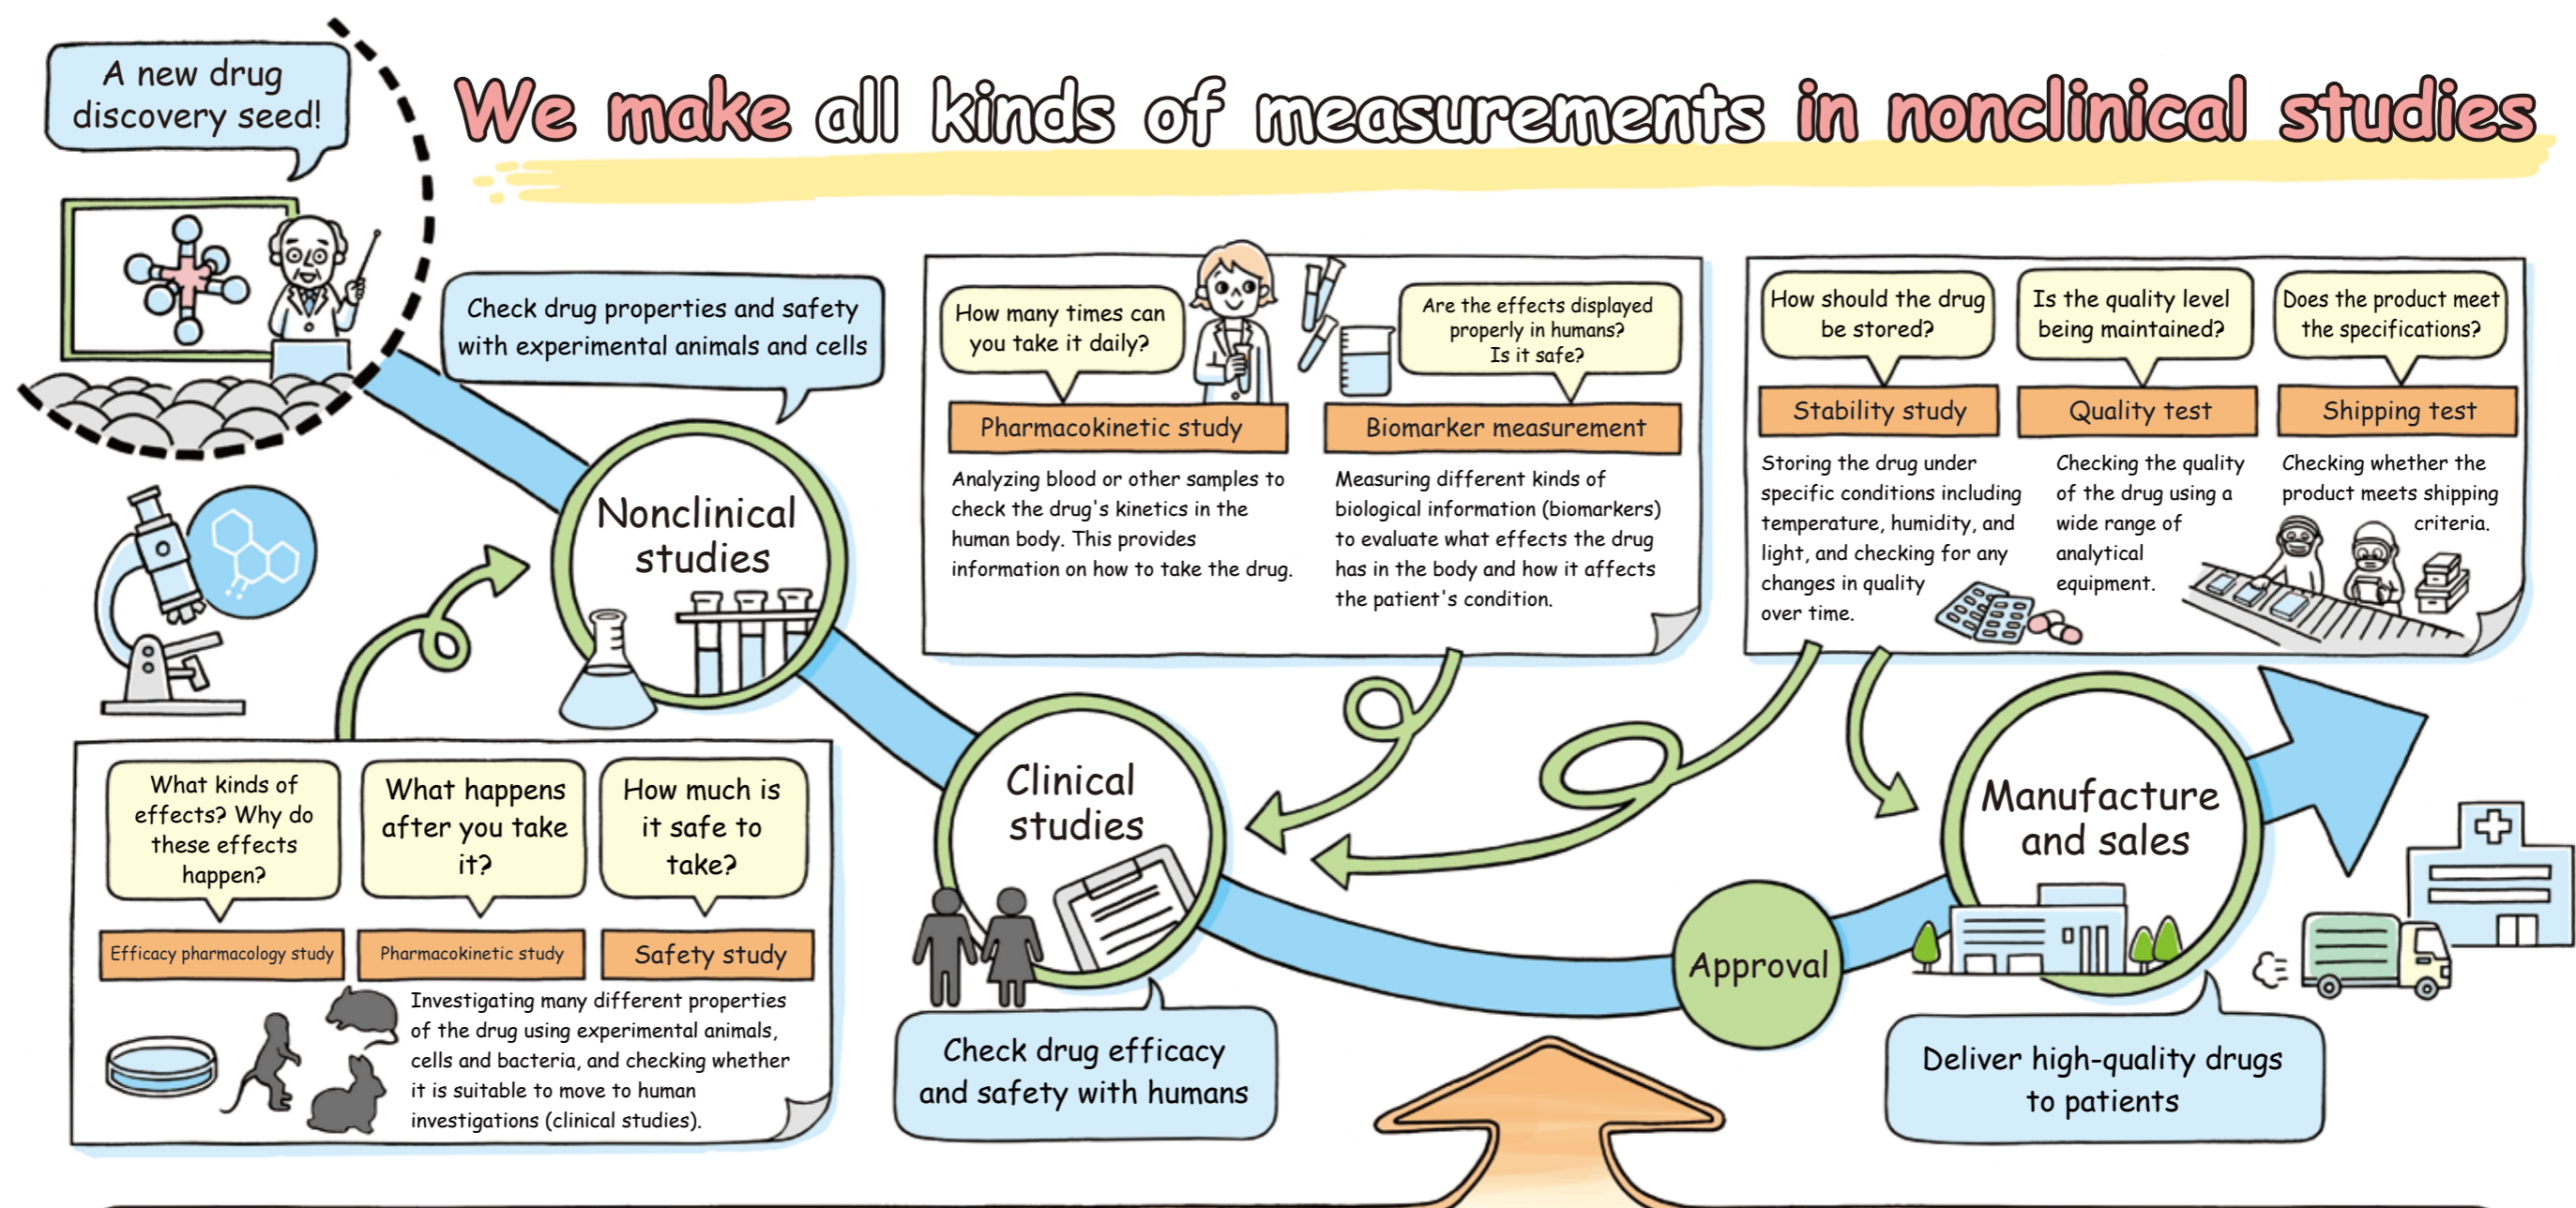 A new drug
discovery seed!
We make all kinds of measurements in nonclinical studies
Check drug properties and safety
with experimental animals and cells
Nonclinical
studies
What kinds of
effects? Why do
these effects
happen?
What happens
after you take
it?
How much is
it safe to
take?
Efficacy pharmacology study
Pharmacokinetic study
Safety study
Investigating many different properties
of the drug using experimental animals,
cells and bacteria, and checking whether
it is suitable to move to human
investigations (clinical studies).
How many times can
you take it daily?
Are the effects displayed
properly in humans?
Is it safe?
Pharmacokinetic study
Biomarker measurement
Analyzing blood or other samples to
check the drug's kinetics in the
human body. This provides
information on how to take the drug.
Measuring different kinds of
biological information (biomarkers)
to evaluate what effects the drug
has in the body and how it affects
the patient's condition.
Clinical
studies
Check drug efficacy
and safety with humans
How should the drug
be stored?
Is the quality level
being maintained?
Does the product meet
the specifications?
Stability study
Quality test
Shipping test
Storing the drug under
specific conditions including
temperature, humidity, and
light, and checking for any
changes in quality
over time.
Checking the quality
of the drug using a
wide range of
analytical
equipment.
Checking whether the
product meets shipping
criteria.
Approval
Manufacture
and sales
Deliver high-quality drugs
to patients